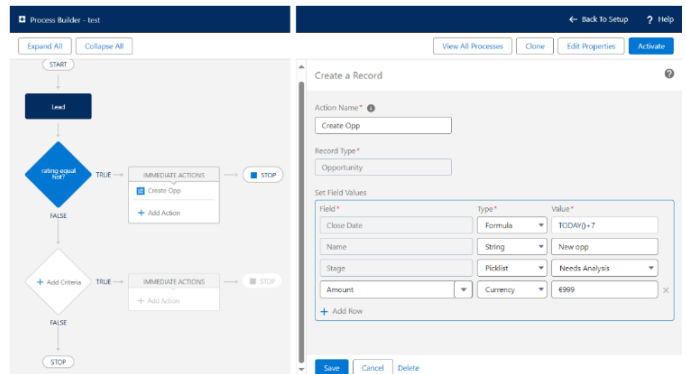 Process Builder - test
Back To Setup ? Help
Expand All Collapse All
View All Processes Clone Edit Properties Activate
START
Lead
rating equal
hot?
TRUE
IMMEDIATE ACTIONS
Create Opp
+ Add Action
STOP
FALSE
+ Add Criteria
TRUE
IMMEDIATE ACTIONS
+ Add Action
STOP
FALSE
STOP
Create a Record
?
Action Name* i
Create Opp
Record Type*
Opportunity
Set Field Values
Field* Type* Value*
Close Date Formula TODAY()+7
Name String New opp
Stage Picklist Needs Analysis
Amount Currency €999
+ Add Row
Save Cancel Delete